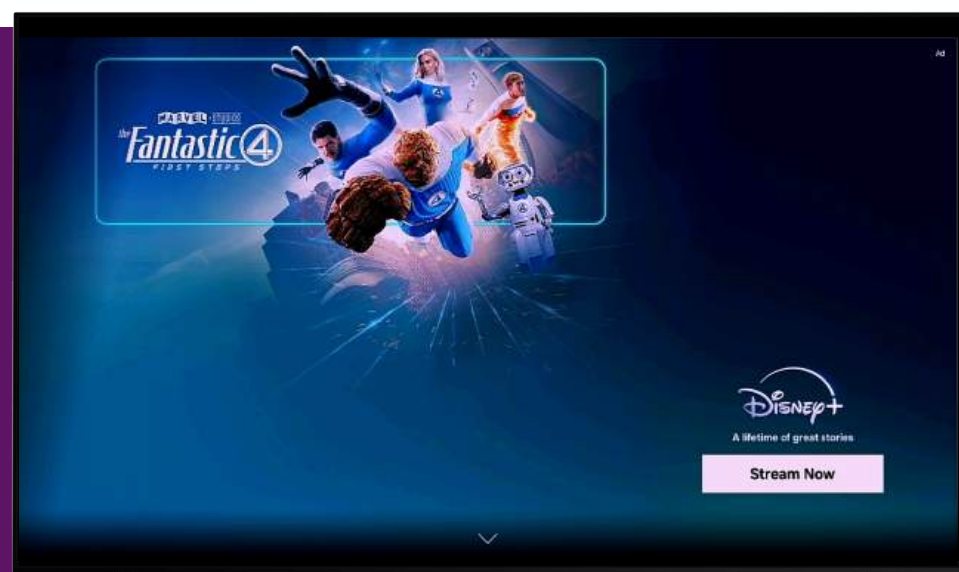 Ad
MARVEL STUDIOS
the
Fantastic 4
FIRST STEPS
Disney+
A lifetime of great stories
Stream Now